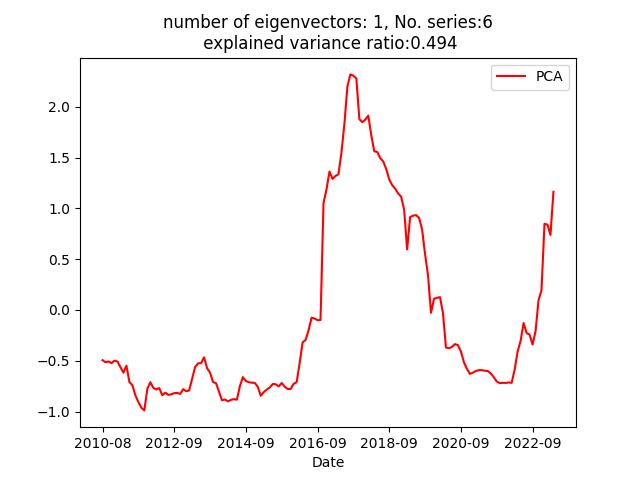 number of eigenvectors: 1, No. series:6
explained variance ratio:0.494
PCA
2.0
1.5
1.0
0.5
0.0
−0.5
−1.0
2010-08 2012-09 2014-09 2016-09 2018-09 2020-09 2022-09
Date